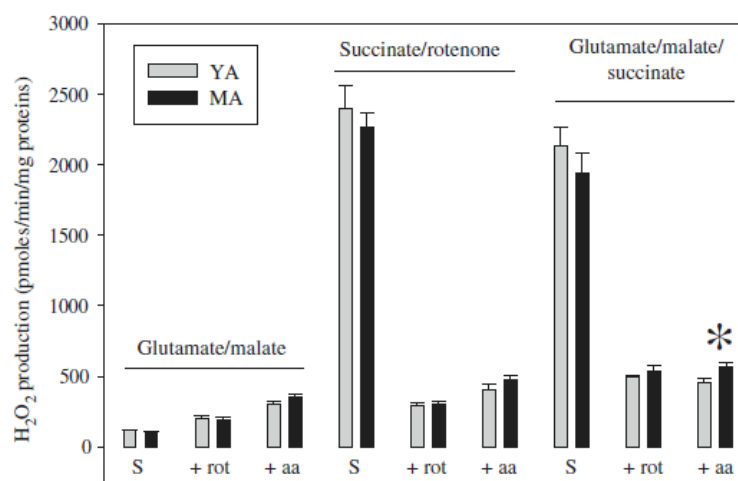 H₂O₂ production (pmoles/min/mg proteins)
3000
2500
2000
1500
1000
500
0
YA
MA
Glutamate/malate
Succinate/rotenone
Glutamate/malate/
succinate
*
S + rot + aa S + rot + aa S + rot + aa